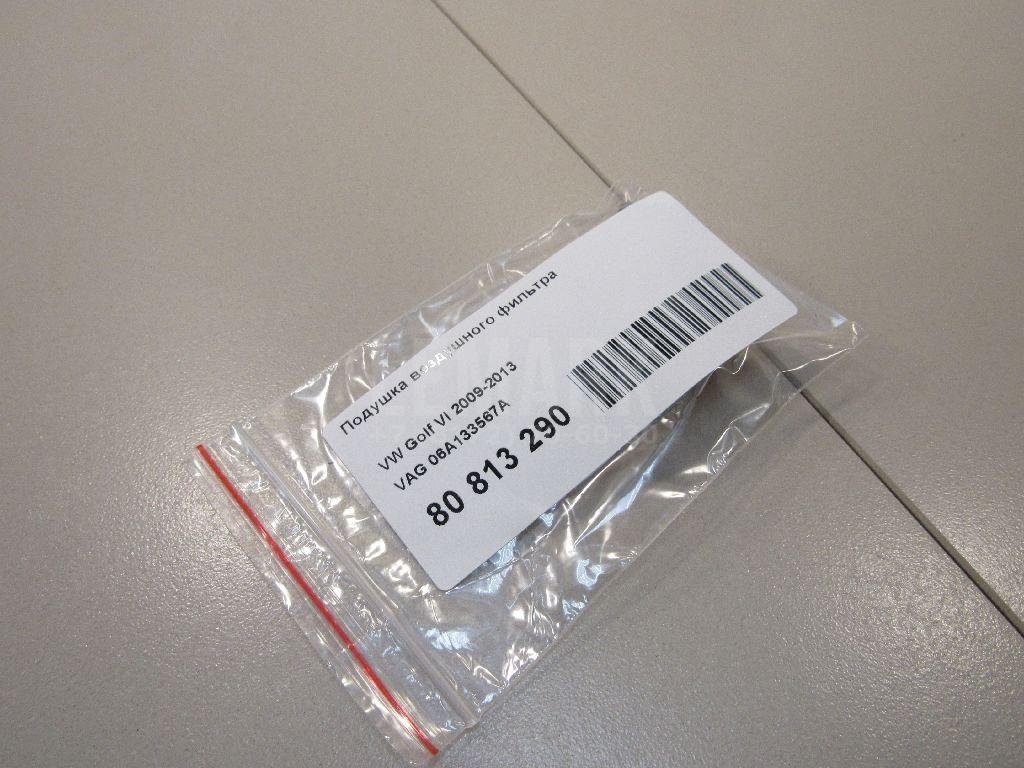 Подушка воздушного фильтра
VW Golf VI 2009-2013
VAG 06A133567A
80 813 290